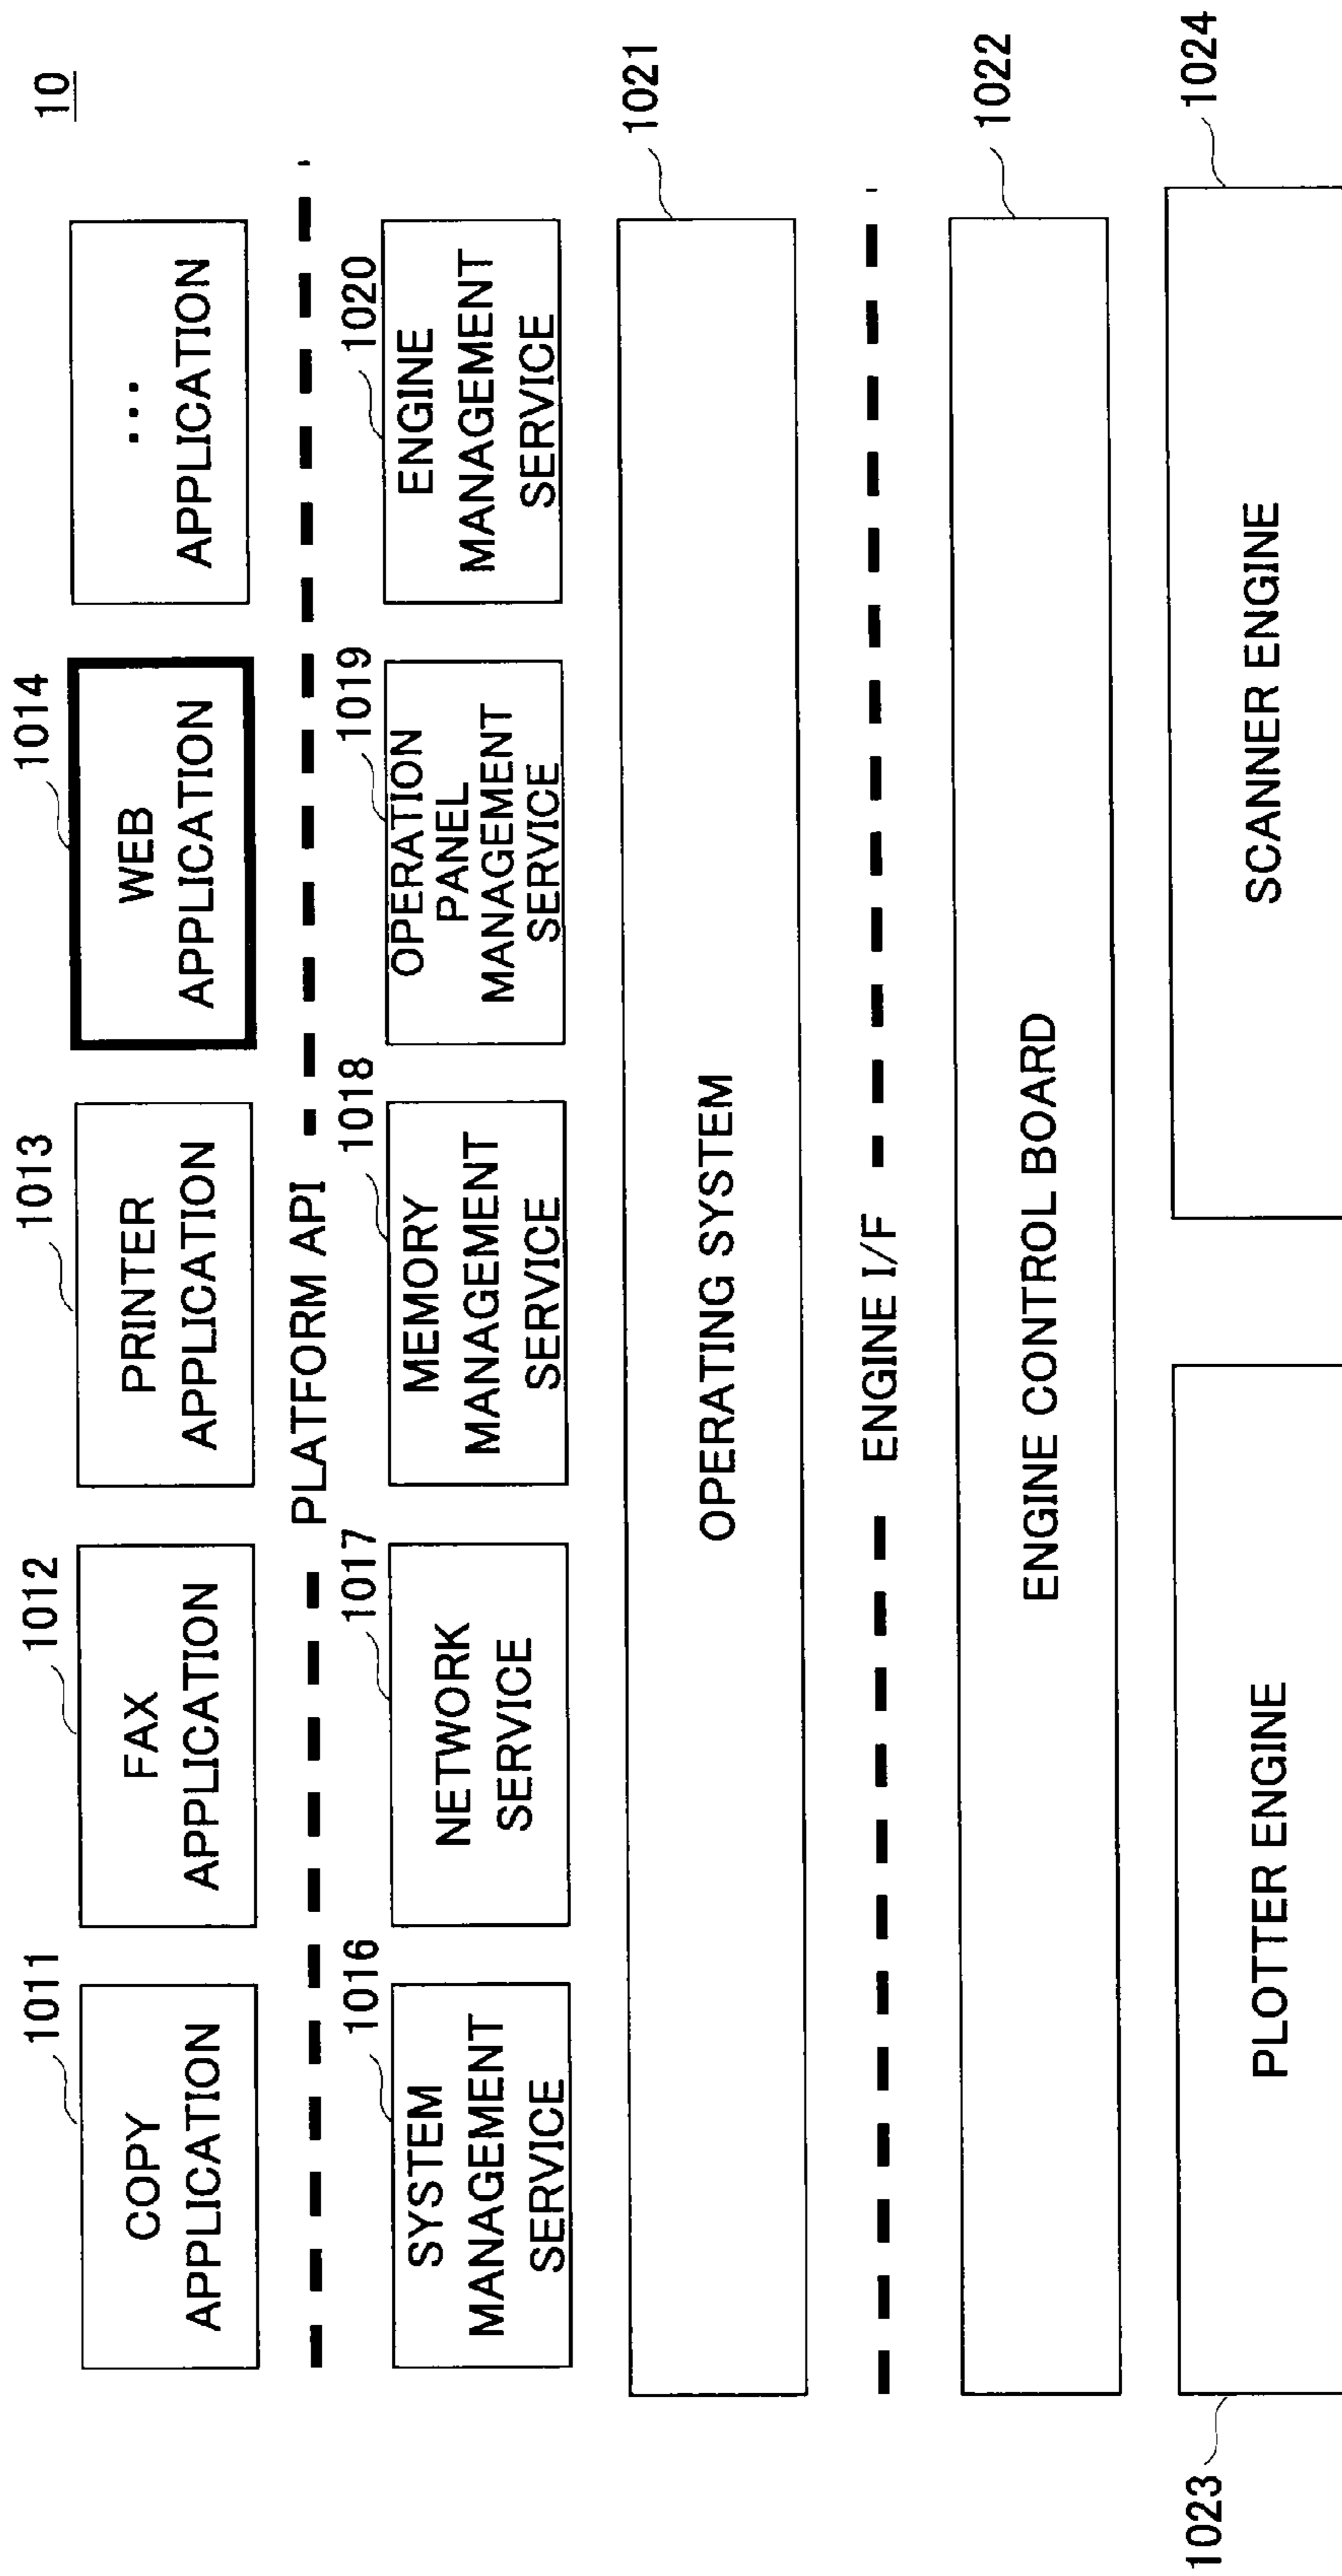 10
1011
COPY
APPLICATION
1012
FAX
APPLICATION
1013
PRINTER
APPLICATION
1014
WEB
APPLICATION
...
APPLICATION
PLATFORM API
1016
SYSTEM
MANAGEMENT
SERVICE
1017
NETWORK
SERVICE
1018
MEMORY
MANAGEMENT
SERVICE
1019
OPERATION
PANEL
MANAGEMENT
SERVICE
1020
ENGINE
MANAGEMENT
SERVICE
OPERATING SYSTEM
1021
ENGINE I/F
ENGINE CONTROL BOARD
1022
1023
PLOTTER ENGINE
SCANNER ENGINE
1024